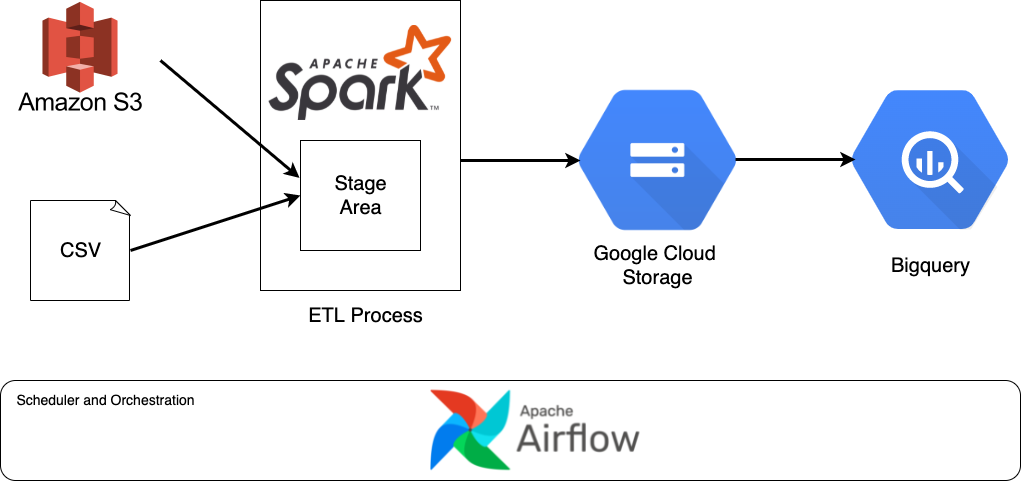 Amazon S3
CSV
APACHE
Spark™
Stage
Area
ETL Process
Google Cloud
Storage
Bigquery
Scheduler and Orchestration
Apache
Airflow